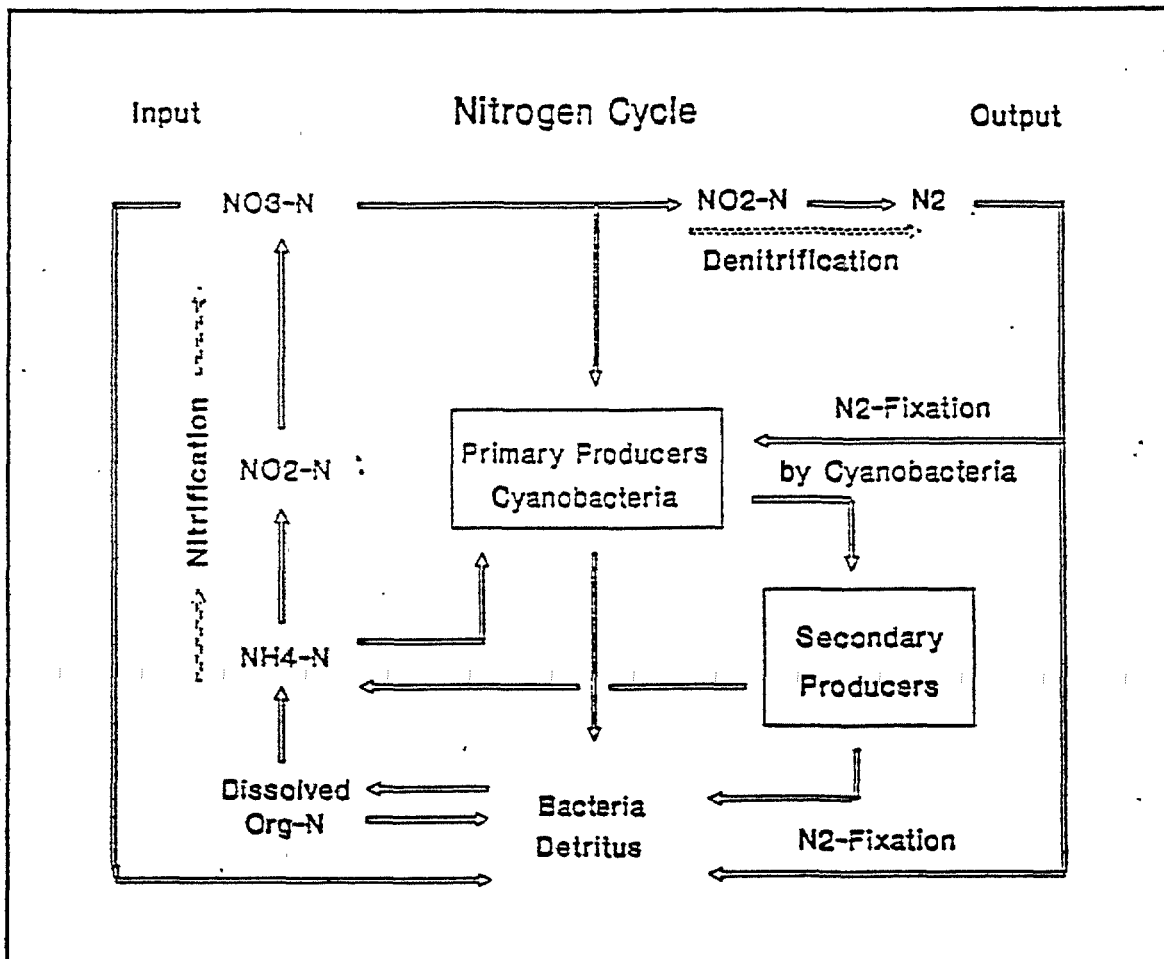 Input Nitrogen Cycle Output
NO3-N NO2-N N2
Denitrification
Nitrification
N2-Fixation
by Cyanobacteria
Primary Producers
Cyanobacteria
NO2-N
NH4-N
Secondary
Producers
Dissolved
Org-N
Bacteria
Detritus
N2-Fixation